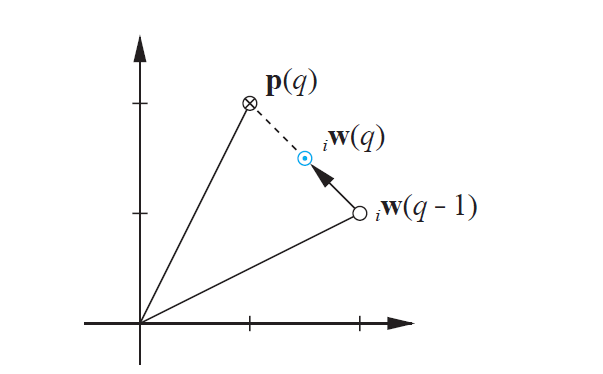 p(q)
ᵢw(q)
ᵢw(q - 1)